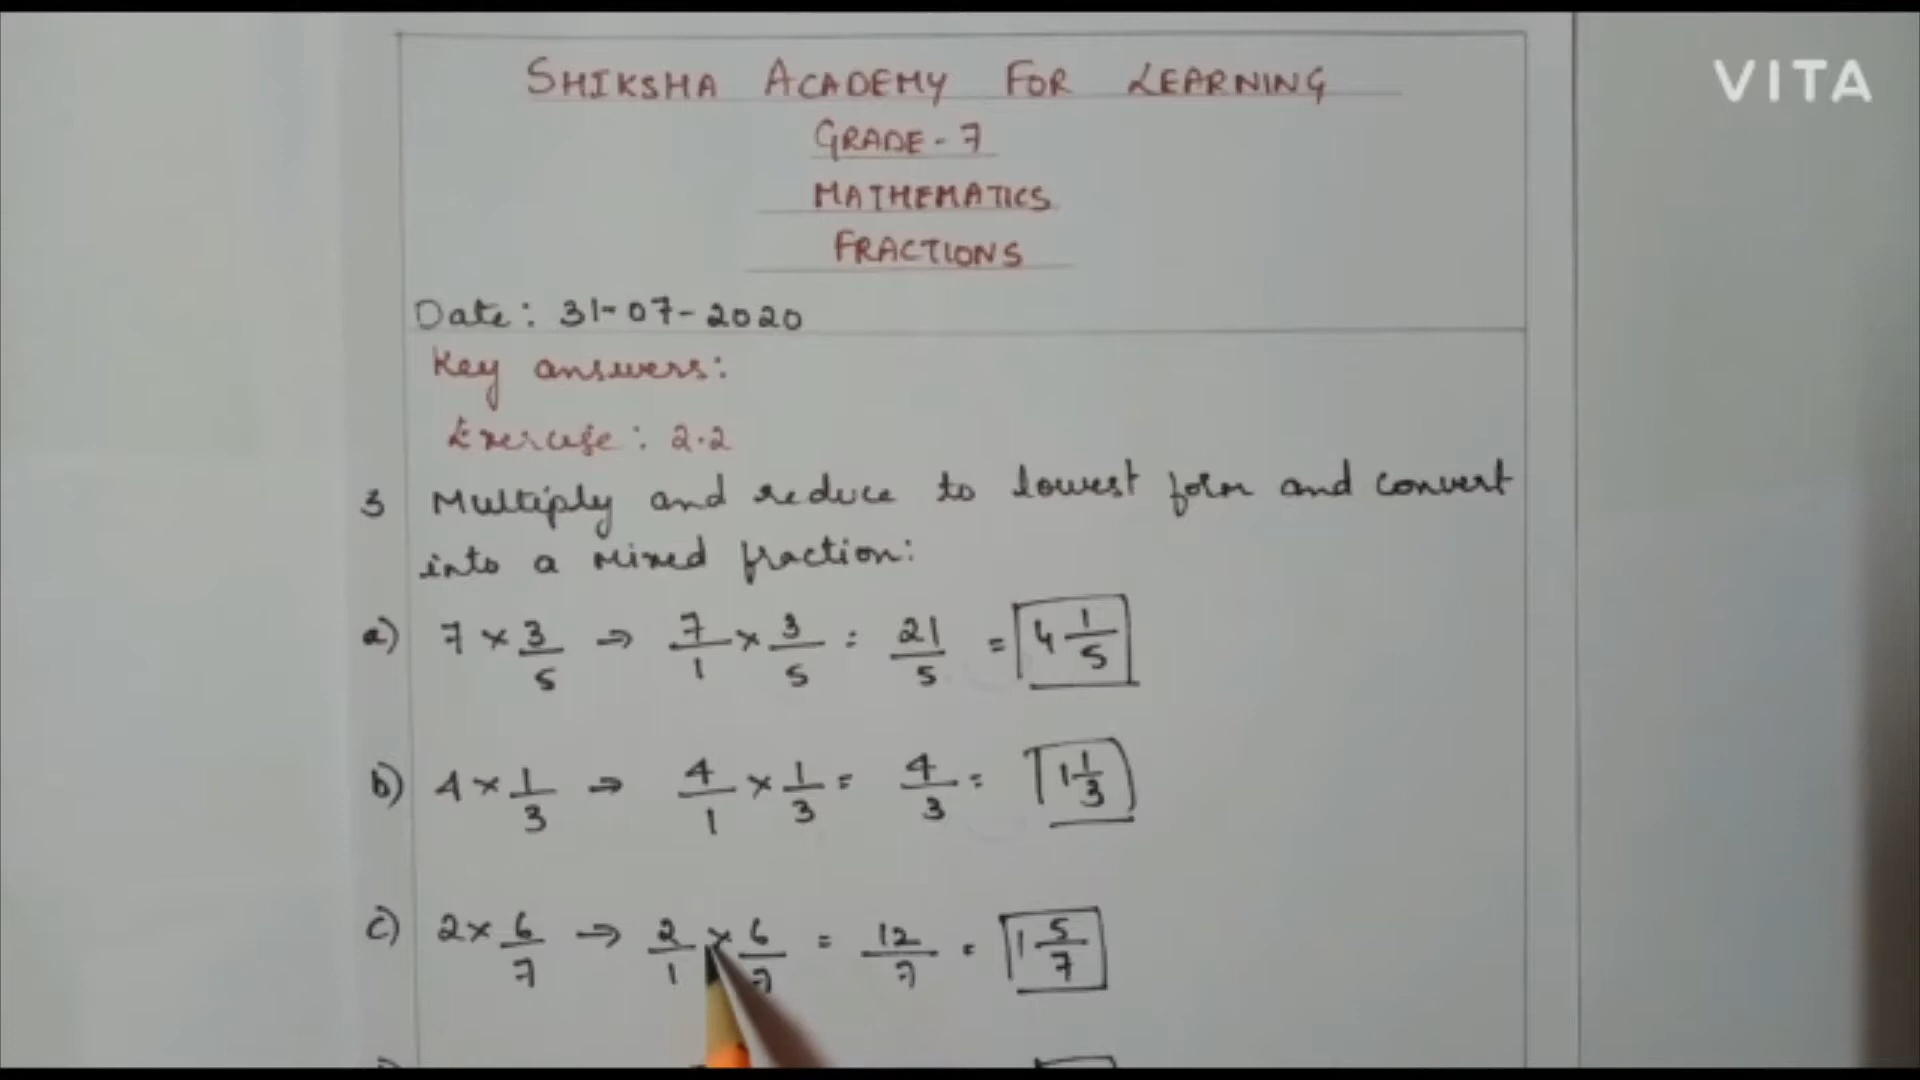 VITA
SHIKSHA ACADEMY FOR LEARNING
GRADE - 7
MATHEMATICS
FRACTIONS
Date: 31-07-2020
Key answers:
Exercise: 2.2
3 Multiply and reduce to lowest form and convert
into a mixed fraction:
a) 7 × 3/5 ⇒ 7/1 × 3/5 = 21/5 = 4 1/5
b) 4 × 1/3 ⇒ 4/1 × 1/3 = 4/3 = 1 1/3
c) 2 × 6/7 → 2/1 × 6/7 = 12/7 = 1 5/7